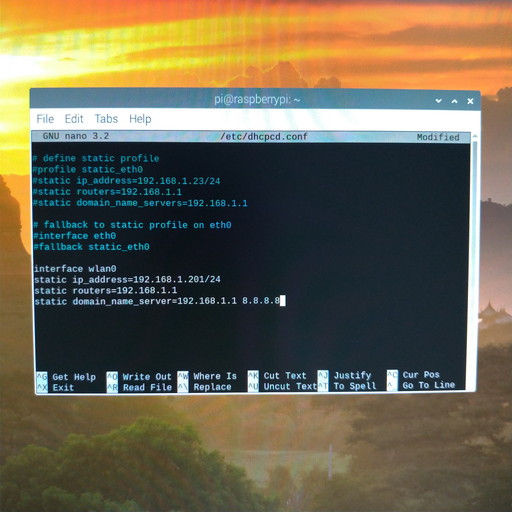 pi@raspberrypi: ~
File Edit Tabs Help
GNU nano 3.2 /etc/dhcpcd.conf Modified
# define static profile
#profile static_eth0
#static ip_address=192.168.1.23/24
#static routers=192.168.1.1
#static domain_name_servers=192.168.1.1
# fallback to static profile on eth0
#interface eth0
#fallback static_eth0
interface wlan0
static ip_address=192.168.1.201/24
static routers=192.168.1.1
static domain_name_server=192.168.1.1 8.8.8.8
^G Get Help ^O Write Out ^W Where Is ^K Cut Text ^J Justify ^C Cur Pos
^X Exit ^R Read File ^\ Replace ^U Uncut Text ^T To Spell ^_ Go To Line